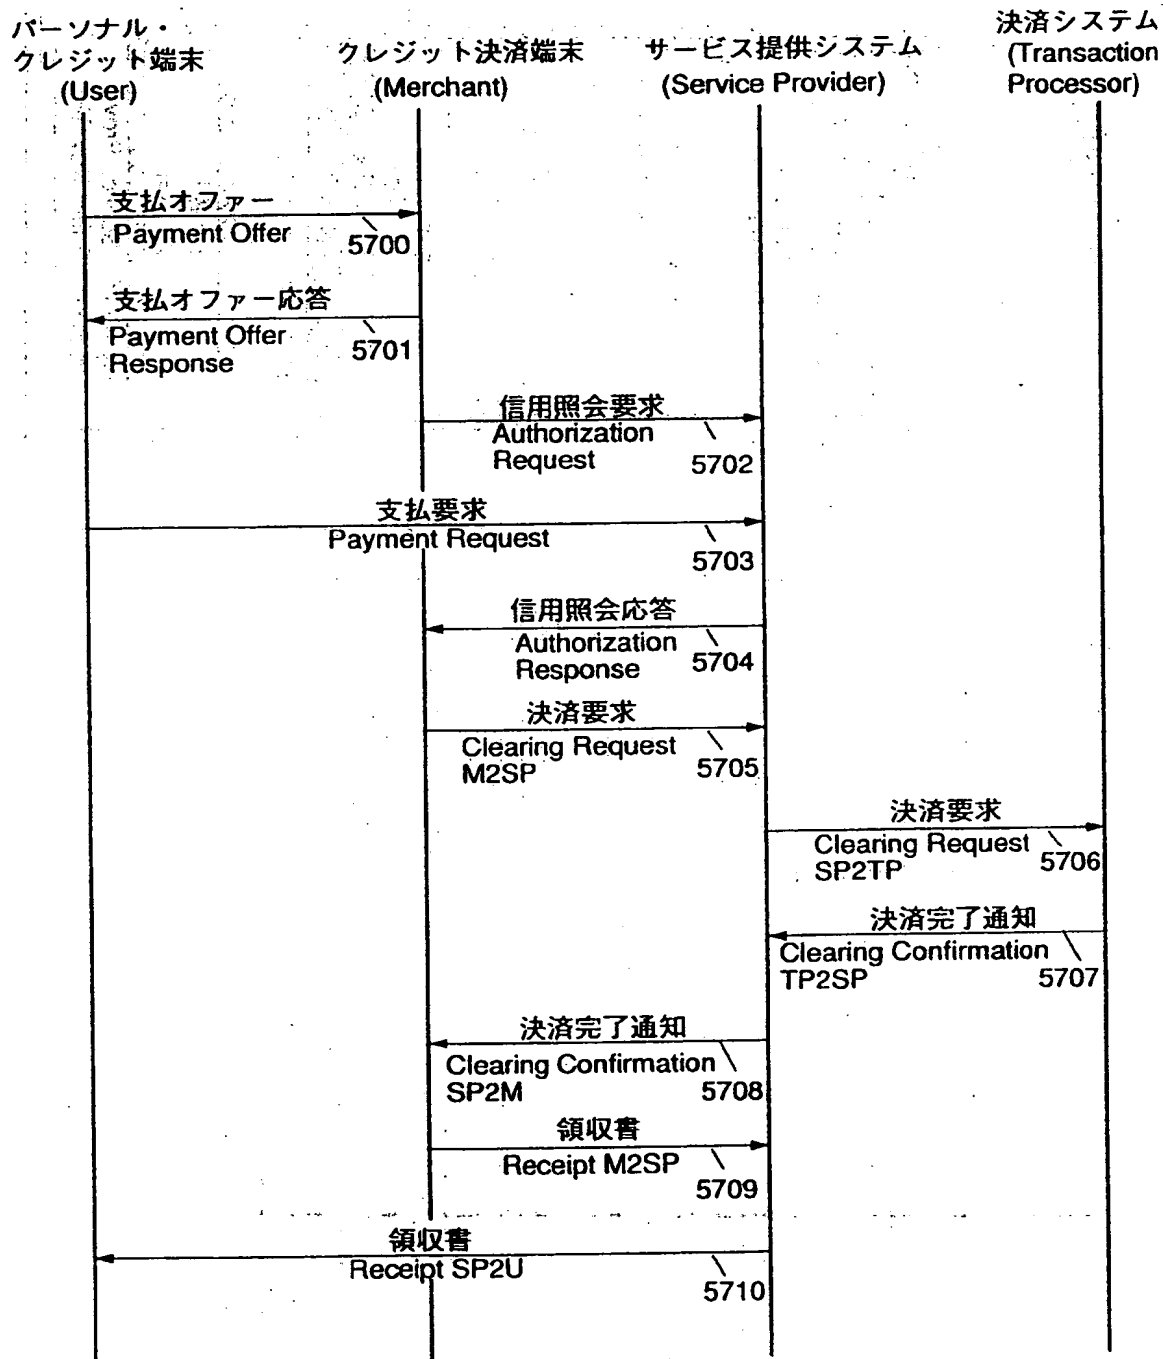 パーソナル・
クレジット端末
(User)
クレジット決済端末
(Merchant)
サービス提供システム
(Service Provider)
決済システム
(Transaction
Processor)
支払オファー
Payment Offer
5700
支払オファー応答
Payment Offer
Response
5701
信用照会要求
Authorization
Request
5702
支払要求
Payment Request
5703
信用照会応答
Authorization
Response
5704
決済要求
Clearing Request
M2SP
5705
決済要求
Clearing Request
SP2TP
5706
決済完了通知
Clearing Confirmation
TP2SP
5707
決済完了通知
Clearing Confirmation
SP2M
5708
領収書
Receipt M2SP
5709
領収書
Receipt SP2U
5710